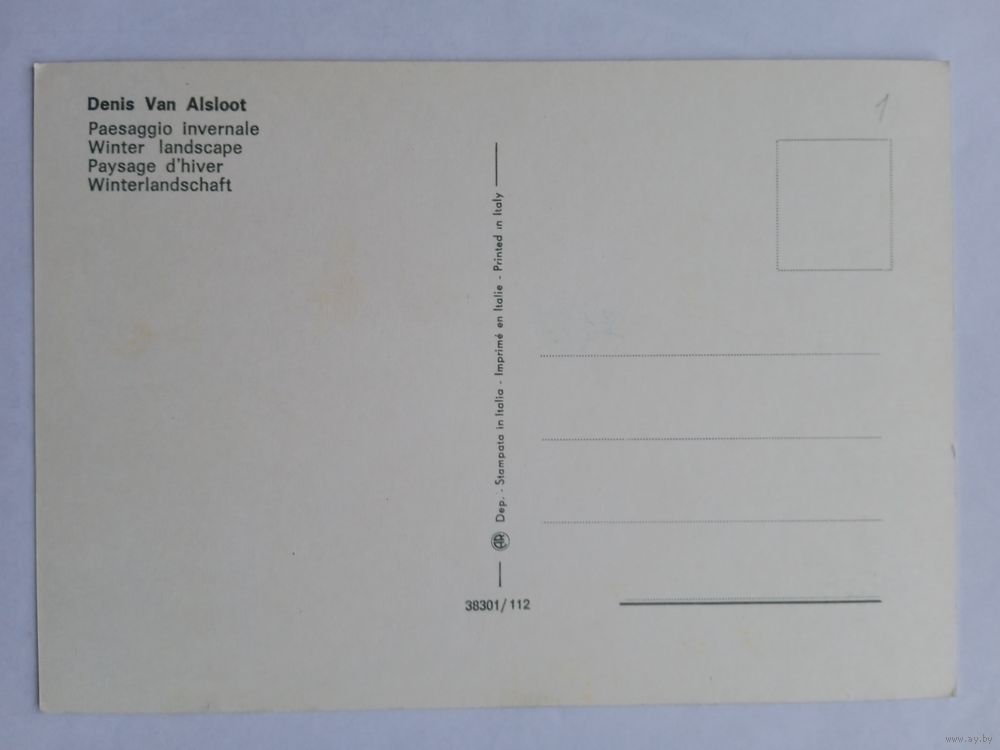 Denis Van Alsloot
Paesaggio invernale
Winter landscape
Paysage d'hiver
Winterlandschaft
1
AR Dep. - Stampata in Italia - Imprimé en Italie - Printed in Italy
38301/112
www.ay.by